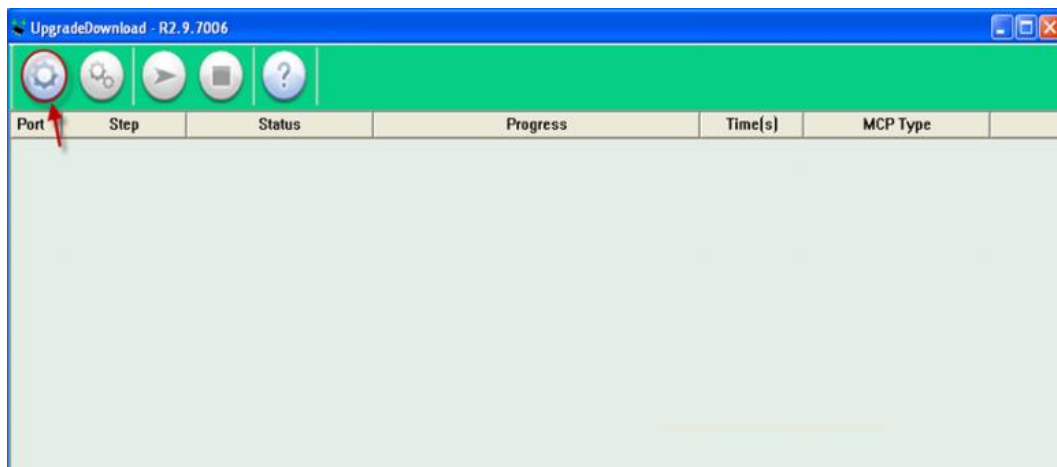 UpgradeDownload - R2.9.7006
?
Port Step Status Progress Time(s) MCP Type